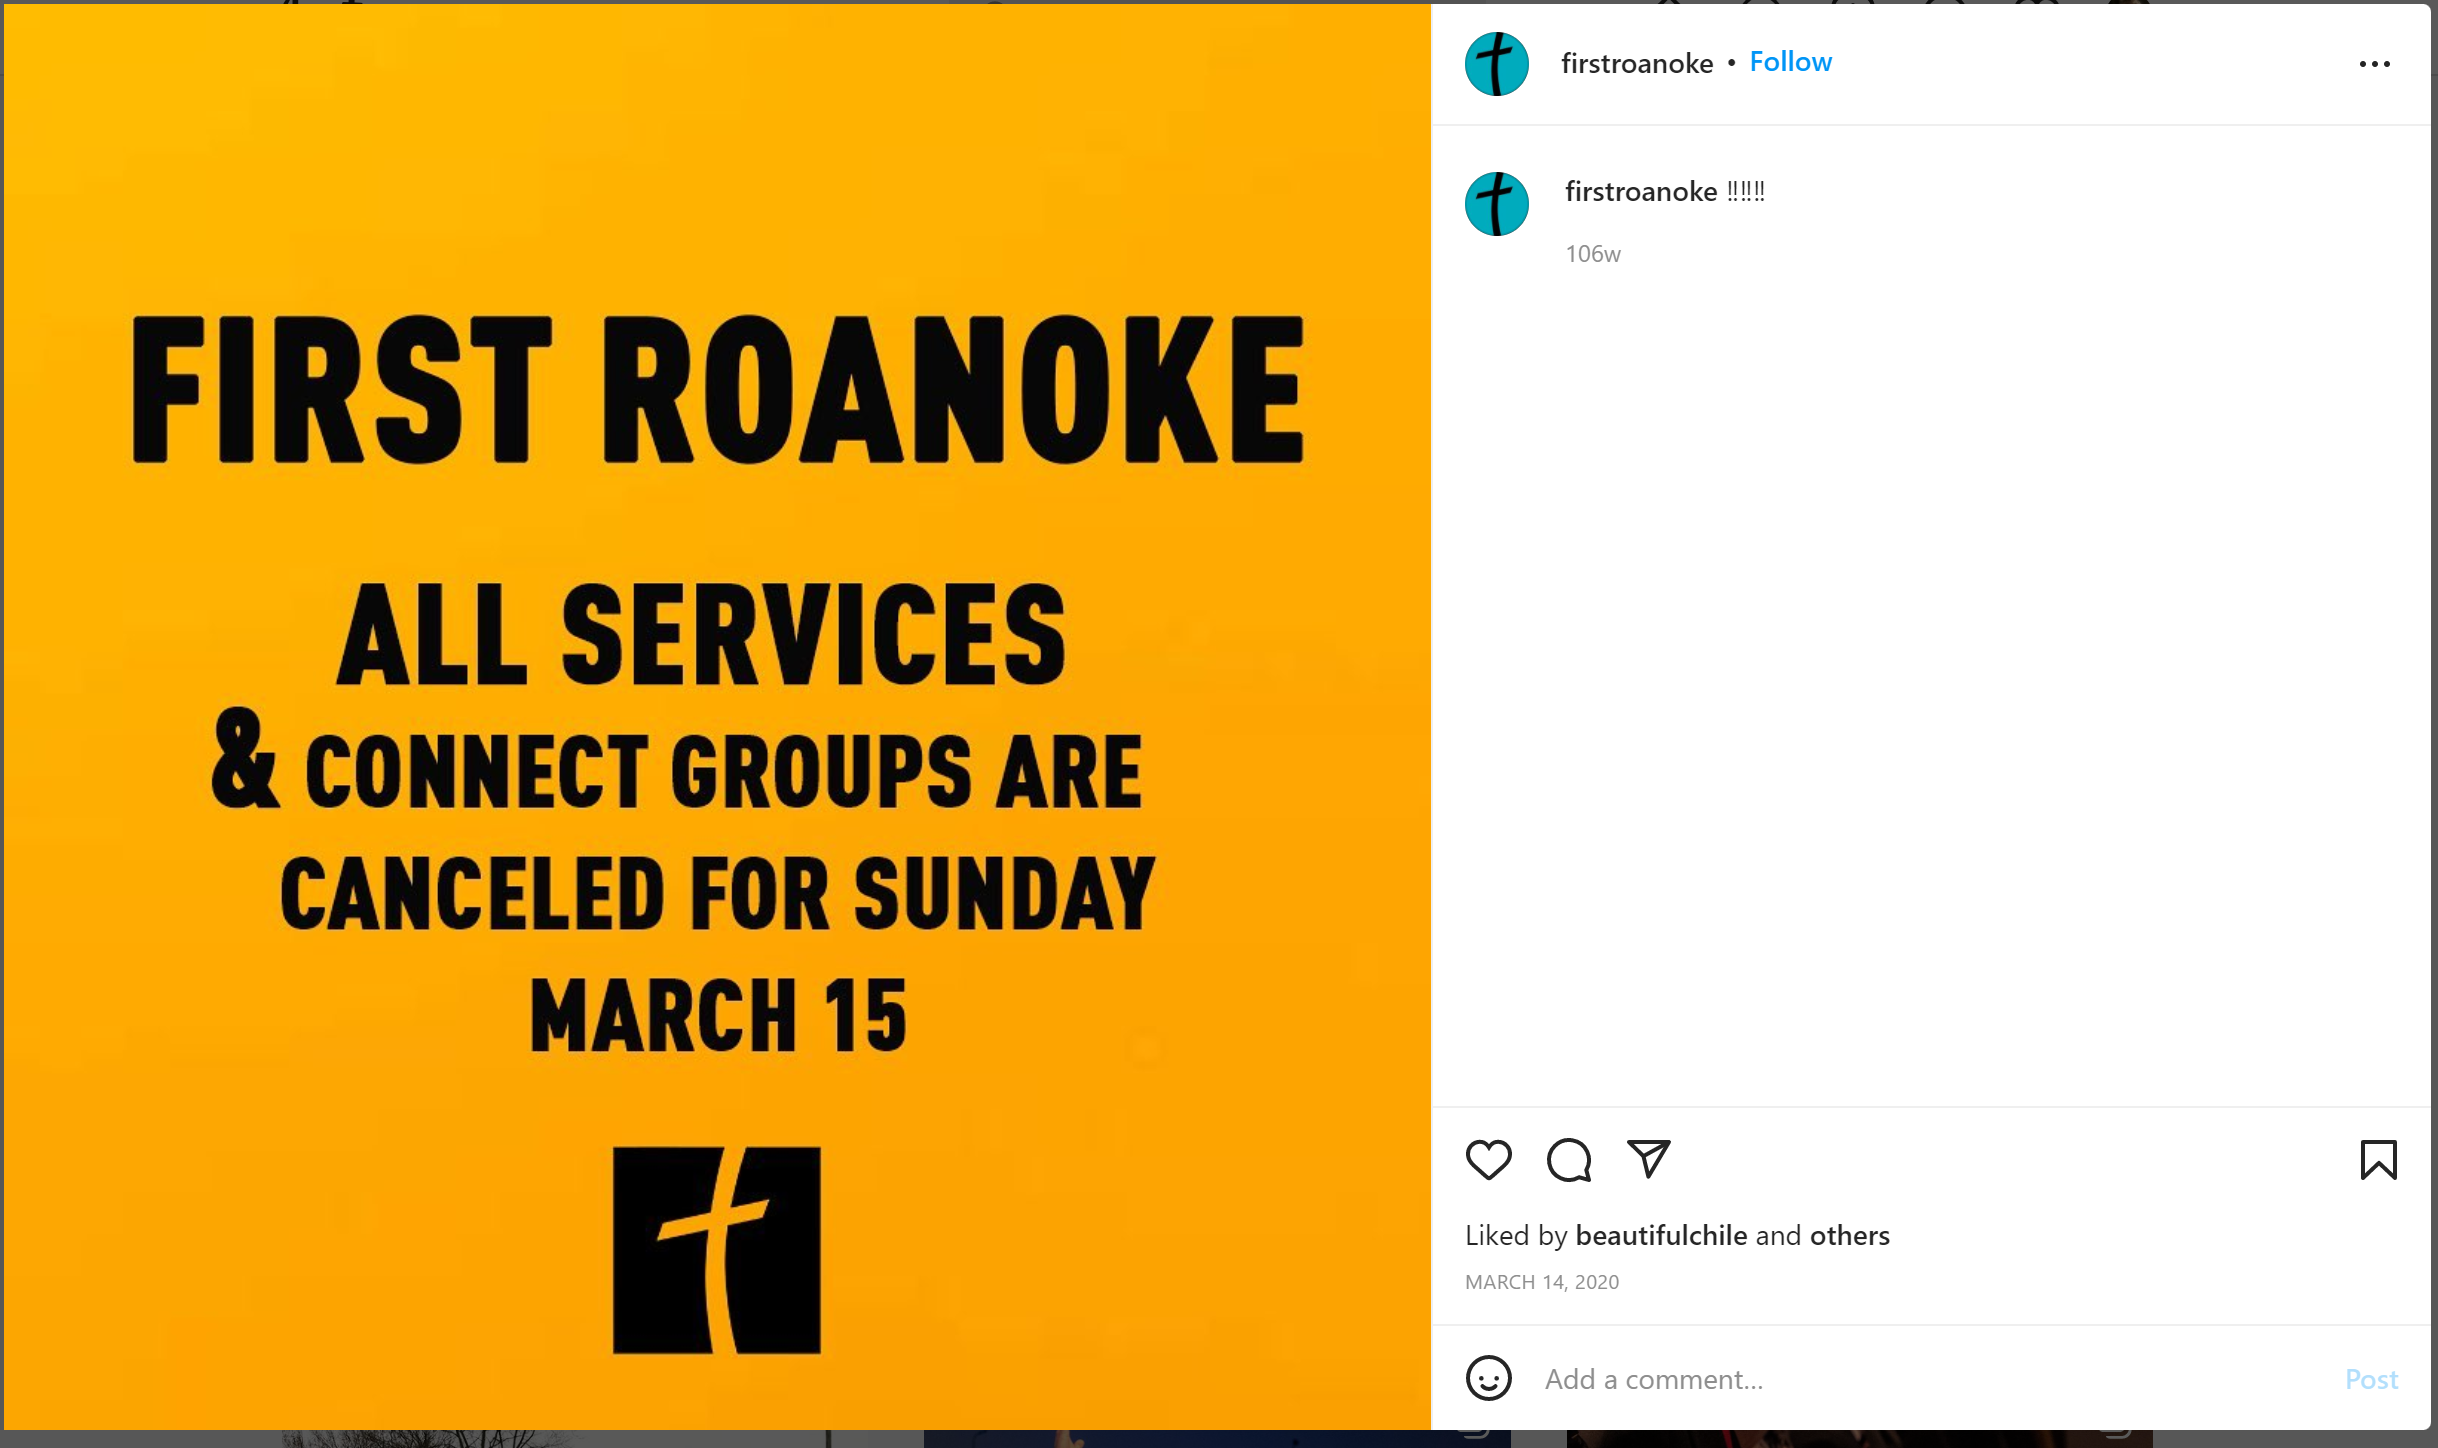 FIRST ROANOKE
ALL SERVICES
& CONNECT GROUPS ARE
CANCELED FOR SUNDAY
MARCH 15
firstroanoke • Follow
firstroanoke !!!!!!
106w
Liked by beautifulchile and others
MARCH 14, 2020
Add a comment...
Post